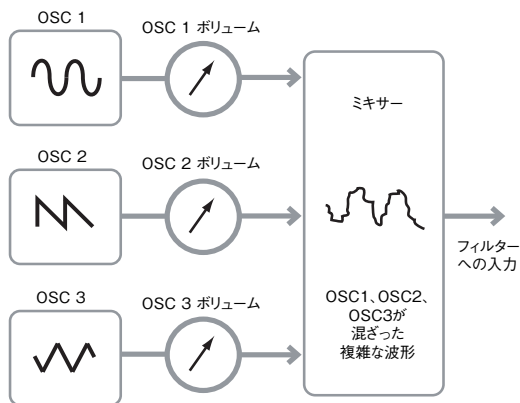 OSC 1
OSC 1 ボリューム
OSC 2
OSC 2 ボリューム
OSC 3
OSC 3 ボリューム
ミキサー
OSC1、OSC2、
OSC3が
混ざった
複雑な波形
フィルター
への入力